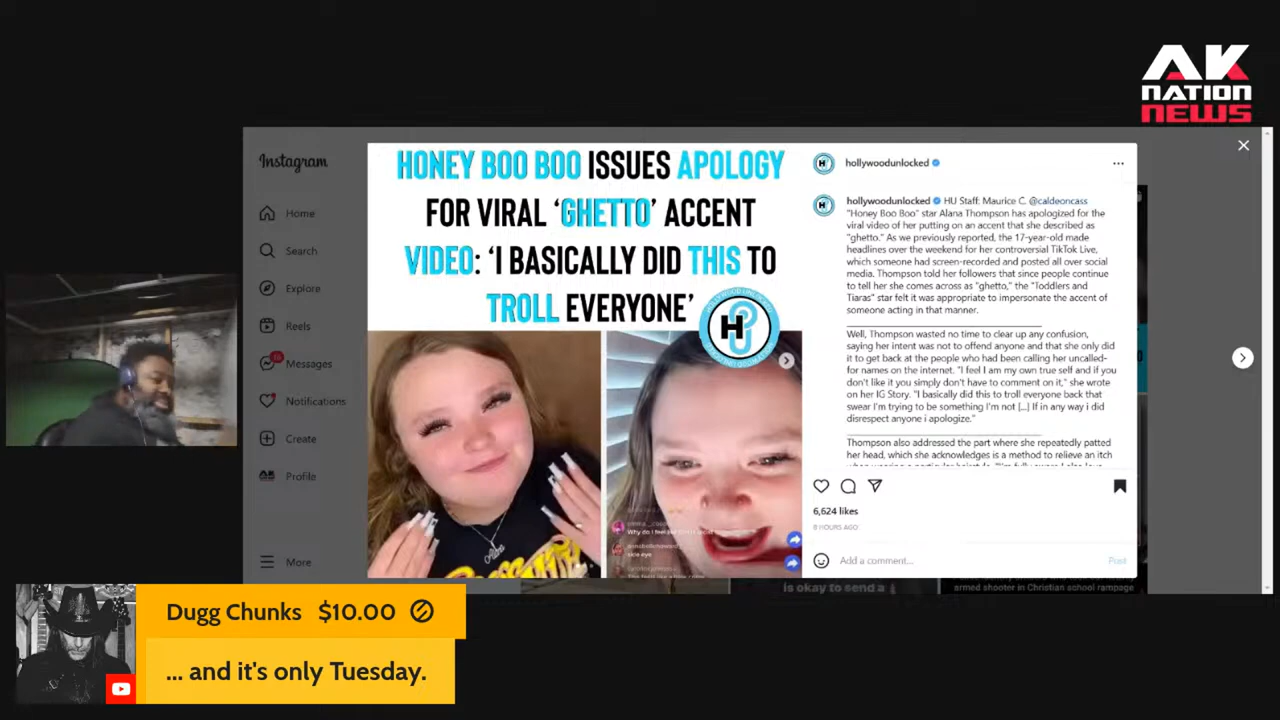 AK
NATION
NEWS
Instagram
Home
Search
Explore
Reels
Messages
Notifications
Create
Profile
More
HONEY BOO BOO ISSUES APOLOGY
FOR VIRAL ‘GHETTO’ ACCENT
VIDEO: ‘I BASICALLY DID THIS TO
TROLL EVERYONE’
H
hollywoodunlocked
hollywoodunlocked HU Staff: Maurice C. @caldeoncass
"Honey Boo Boo" star Alana Thompson has apologized for the
viral video of her putting on an accent that she described as
"ghetto." As we previously reported, the 17-year-old made
headlines over the weekend for her controversial TikTok Live,
which someone had screen-recorded and posted all over social
media. Thompson told her followers that since people continue
to tell her she comes across as "ghetto," the "Toddlers and
Tiaras" star felt it was appropriate to impersonate the accent of
someone acting in that manner.
Well, Thompson wasted no time to clear up any confusion,
saying her intent was not to offend anyone and that she only did
it to get back at the people who had been calling her uncalled-
for names on the internet. "I feel I am my own true self and if you
don't like it you simply don't have to comment on it," she wrote
on her IG Story. "I basically did this to troll everyone back that
swear I'm trying to be something I'm not [...] If in any way i did
disrespect anyone i apologize."
Thompson also addressed the part where she repeatedly patted
her head, which she acknowledges is a method to relieve an itch
6,624 likes
8 HOURS AGO
Add a comment...
Post
side eye
is okay to send a
armed shooter in Christian school rampage
Dugg Chunks $10.00
... and it's only Tuesday.